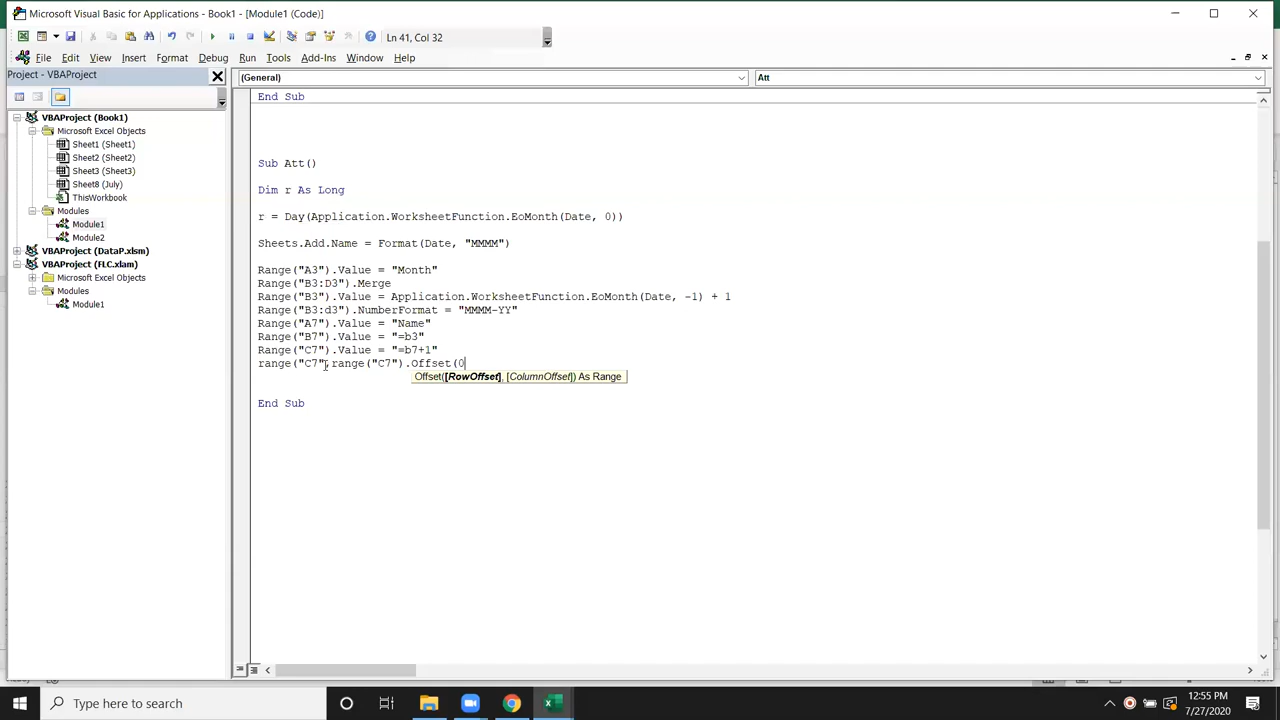 Microsoft Visual Basic for Applications - Book1 - [Module1 (Code)]
Ln 41, Col 32
File Edit View Insert Format Debug Run Tools Add-Ins Window Help
Project - VBAProject
(General)
Att
VBAProject (Book1)
Microsoft Excel Objects
Sheet1 (Sheet1)
Sheet2 (Sheet2)
Sheet3 (Sheet3)
Sheet8 (July)
ThisWorkbook
Modules
Module1
Module2
VBAProject (DataP.xlsm)
VBAProject (FLC.xlam)
Microsoft Excel Objects
Modules
Module1
End Sub
Sub Att()
Dim r As Long
r = Day(Application.WorksheetFunction.EoMonth(Date, 0))
Sheets.Add.Name = Format(Date, "MMMM")
Range("A3").Value = "Month"
Range("B3:D3").Merge
Range("B3").Value = Application.WorksheetFunction.EoMonth(Date, -1) + 1
Range("B3:d3").NumberFormat = "MMMM-YY"
Range("A7").Value = "Name"
Range("B7").Value = "=b3"
Range("C7").Value = "=b7+1"
range("C7",range("C7").Offset(0
Offset([RowOffset], [ColumnOffset]) As Range
End Sub
Type here to search
12:55 PM
7/27/2020